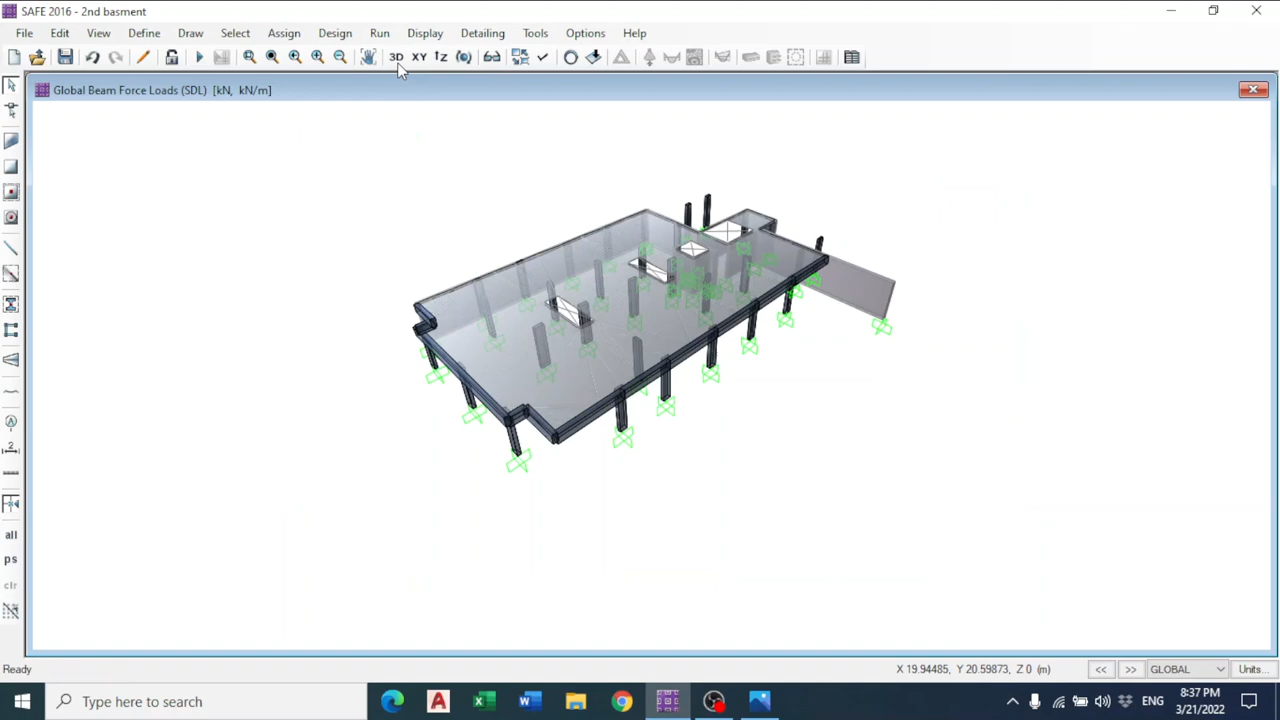 SAFE 2016 - 2nd basment
File Edit View Define Draw Select Assign Design Run Display Detailing Tools Options Help
3D XY
Global Beam Force Loads (SDL) [kN, kN/m]
all
ps
clr
Ready
X 19.94485, Y 20.59873, Z 0 (m)
<< >> GLOBAL Units...
Type here to search
ENG
8:37 PM
3/21/2022